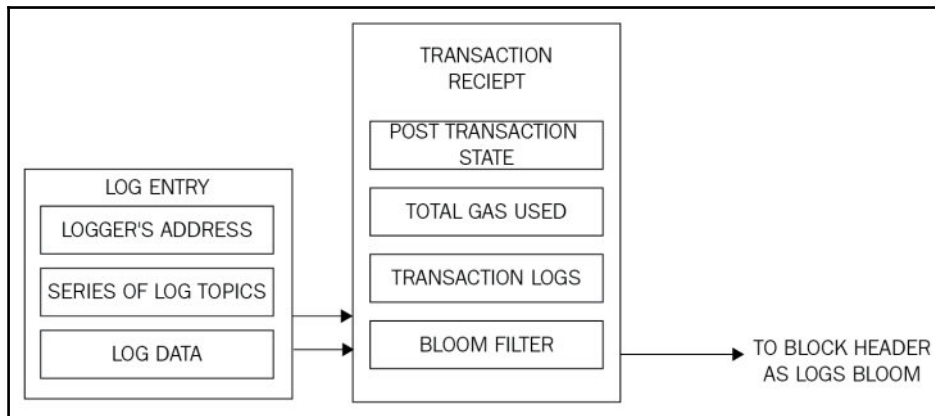 LOG ENTRY
LOGGER'S ADDRESS
SERIES OF LOG TOPICS
LOG DATA
TRANSACTION
RECIEPT
POST TRANSACTION
STATE
TOTAL GAS USED
TRANSACTION LOGS
BLOOM FILTER
TO BLOCK HEADER
AS LOGS BLOOM